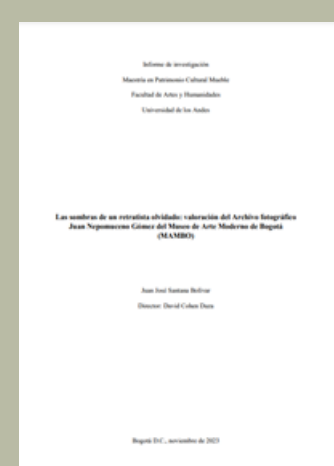 Informe de investigación
Maestría en Patrimonio Cultural Mueble
Facultad de Artes y Humanidades
Universidad de los Andes
Las sombras de un retratista olvidado: valoración del Archivo fotográfico
Juan Nepomuceno Gómez del Museo de Arte Moderno de Bogotá
(MAMBO)
Juan José Santana Bolívar
Director: David Cohen Daza
Bogotá D.C., noviembre de 2023